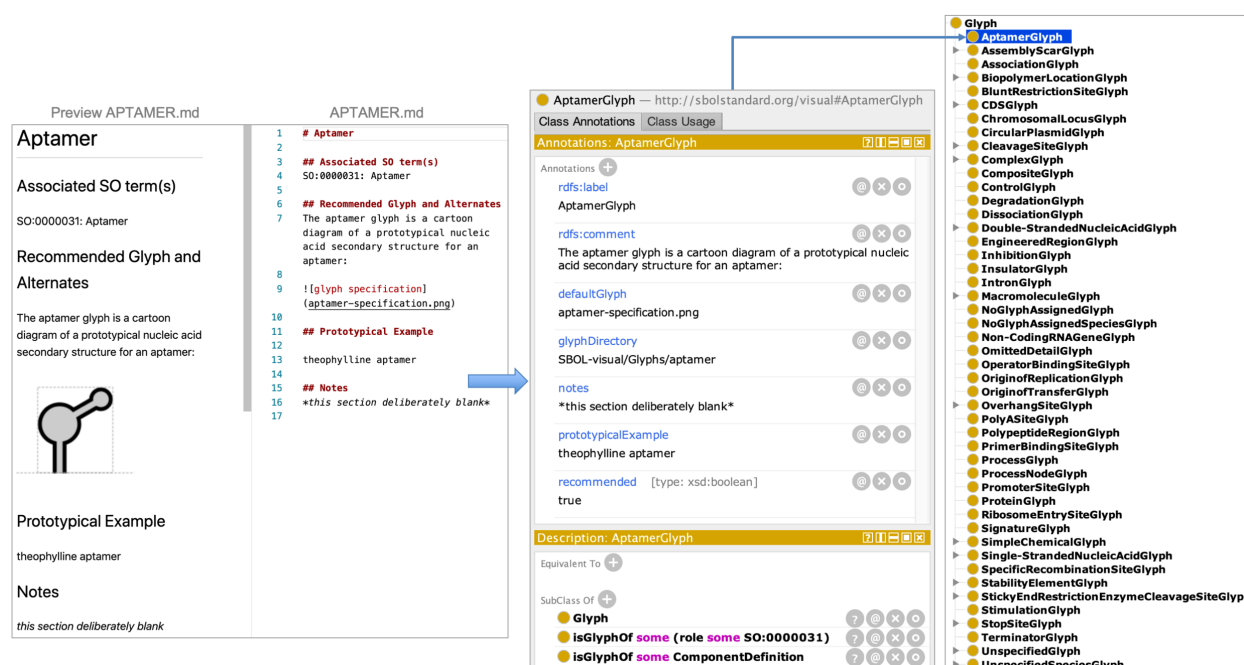 Preview APTAMER.md
Aptamer
Associated SO term(s)
SO:0000031: Aptamer
Recommended Glyph and
Alternates
The aptamer glyph is a cartoon
diagram of a prototypical nucleic acid
secondary structure for an aptamer:
Prototypical Example
theophylline aptamer
Notes
this section deliberately blank
APTAMER.md
1 # Aptamer
2
3 ## Associated SO term(s)
4 SO:0000031: Aptamer
5
6 ## Recommended Glyph and Alternates
7 The aptamer glyph is a cartoon
diagram of a prototypical nucleic
acid secondary structure for an
aptamer:
8
9 ![glyph specification]
(aptamer-specification.png)
10
11 ## Prototypical Example
12
13 theophylline aptamer
14
15 ## Notes
16 *this section deliberately blank*
17
AptamerGlyph — http://sbolstandard.org/visual#AptamerGlyph
Class Annotations Class Usage
Annotations: AptamerGlyph
Annotations
rdfs:label
AptamerGlyph
rdfs:comment
The aptamer glyph is a cartoon diagram of a prototypical nucleic
acid secondary structure for an aptamer:
defaultGlyph
aptamer-specification.png
glyphDirectory
SBOL-visual/Glyphs/aptamer
notes
*this section deliberately blank*
prototypicalExample
theophylline aptamer
recommended [type: xsd:boolean]
true
Description: AptamerGlyph
Equivalent To
SubClass Of
Glyph
isGlyphOf some (role some SO:0000031)
isGlyphOf some ComponentDefinition
Glyph
AptamerGlyph
AssemblyScarGlyph
AssociationGlyph
BiopolymerLocationGlyph
BluntRestrictionSiteGlyph
CDSGlyph
ChromosomalLocusGlyph
CircularPlasmidGlyph
CleavageSiteGlyph
ComplexGlyph
CompositeGlyph
ControlGlyph
DegradationGlyph
DissociationGlyph
Double-StrandedNucleicAcidGlyph
EngineeredRegionGlyph
InhibitionGlyph
InsulatorGlyph
IntronGlyph
MacromoleculeGlyph
NoGlyphAssignedGlyph
NoGlyphAssignedSpeciesGlyph
Non-CodingRNAGeneGlyph
OmittedDetailGlyph
OperatorBindingSiteGlyph
OriginofReplicationGlyph
OriginofTransferGlyph
OverhangSiteGlyph
PolyASiteGlyph
PolypeptideRegionGlyph
PrimerBindingSiteGlyph
ProcessGlyph
ProcessNodeGlyph
PromoterSiteGlyph
ProteinGlyph
RibosomeEntrySiteGlyph
SignatureGlyph
SimpleChemicalGlyph
Single-StrandedNucleicAcidGlyph
SpecificRecombinationSiteGlyph
StabilityElementGlyph
StickyEndRestrictionEnzymeCleavageSiteGlyp
StimulationGlyph
StopSiteGlyph
TerminatorGlyph
UnspecifiedGlyph
UnspecifiedSpeciesGlyph